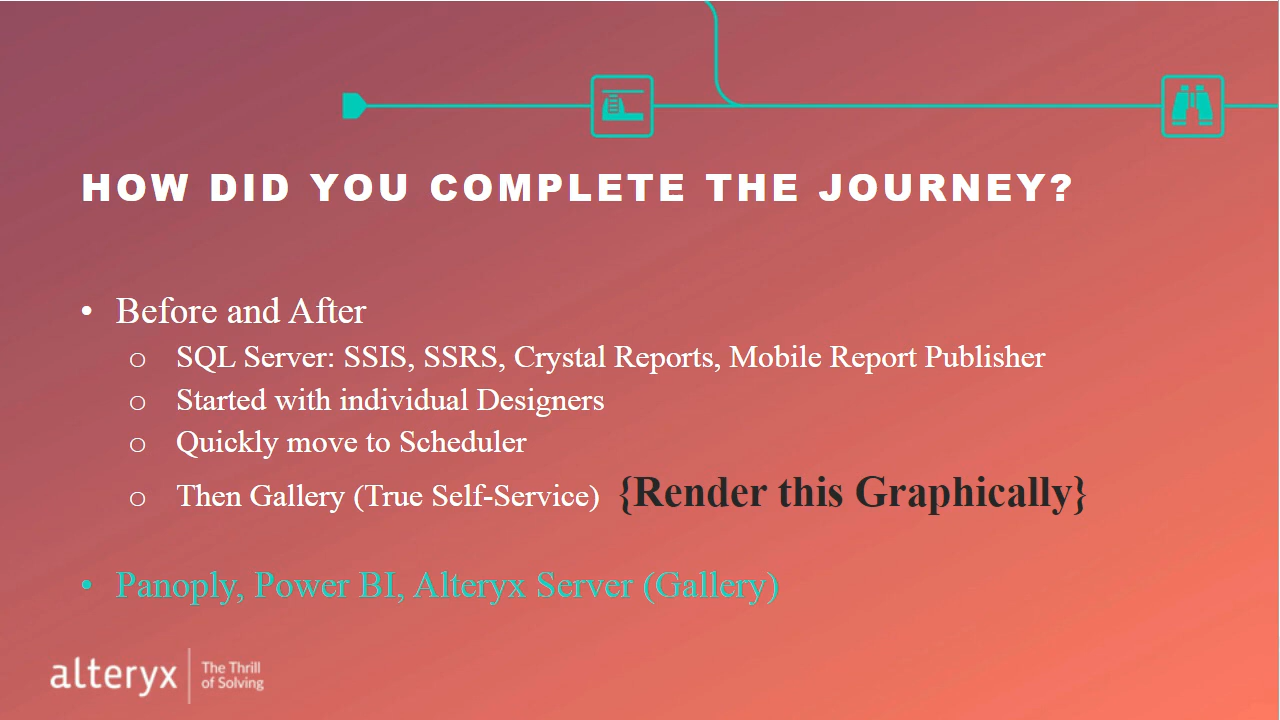 HOW DID YOU COMPLETE THE JOURNEY?
• Before and After
o SQL Server: SSIS, SSRS, Crystal Reports, Mobile Report Publisher
o Started with individual Designers
o Quickly move to Scheduler
o Then Gallery (True Self-Service) {Render this Graphically}
• Panoply, Power BI, Alteryx Server (Gallery)
alteryx
The Thrill
of Solving